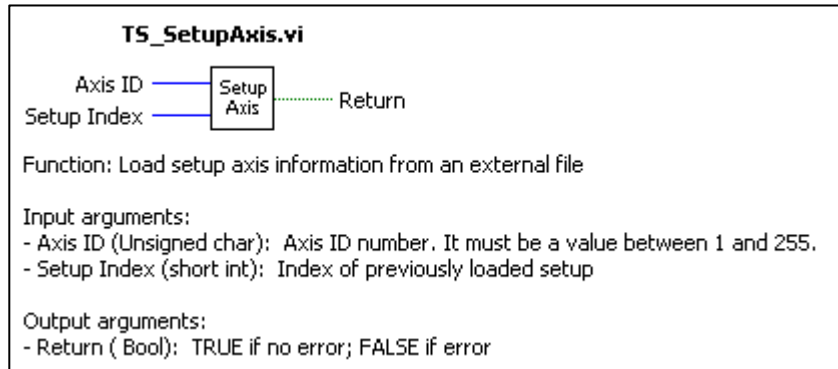 TS_SetupAxis.vi
Axis ID
Setup Index
Setup
Axis
Return
Function: Load setup axis information from an external file
Input arguments:
- Axis ID (Unsigned char):  Axis ID number. It must be a value between 1 and 255.
- Setup Index (short int):  Index of previously loaded setup
Output arguments:
- Return ( Bool):  TRUE if no error; FALSE if error